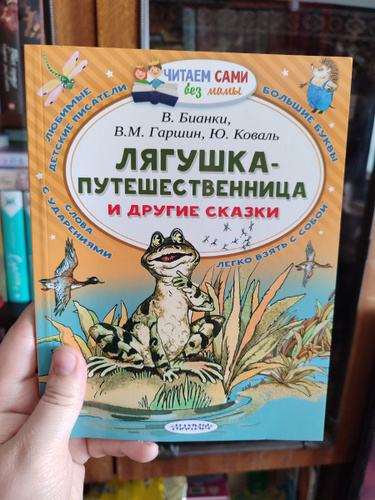 ЧИТАЕМ САМИ
без мамы
ЛЮБИМЫЕ
ДЕТСКИЕ ПИСАТЕЛИ
БОЛЬШИЕ БУКВЫ
В. Бианки,
В.М. Гаршин, Ю. Коваль
ЛЯГУШКА-
ПУТЕШЕСТВЕННИЦА
И ДРУГИЕ СКАЗКИ
СЛОВА
С УДАРЕНИЯМИ
ЛЕГКО ВЗЯТЬ С СОБОЙ